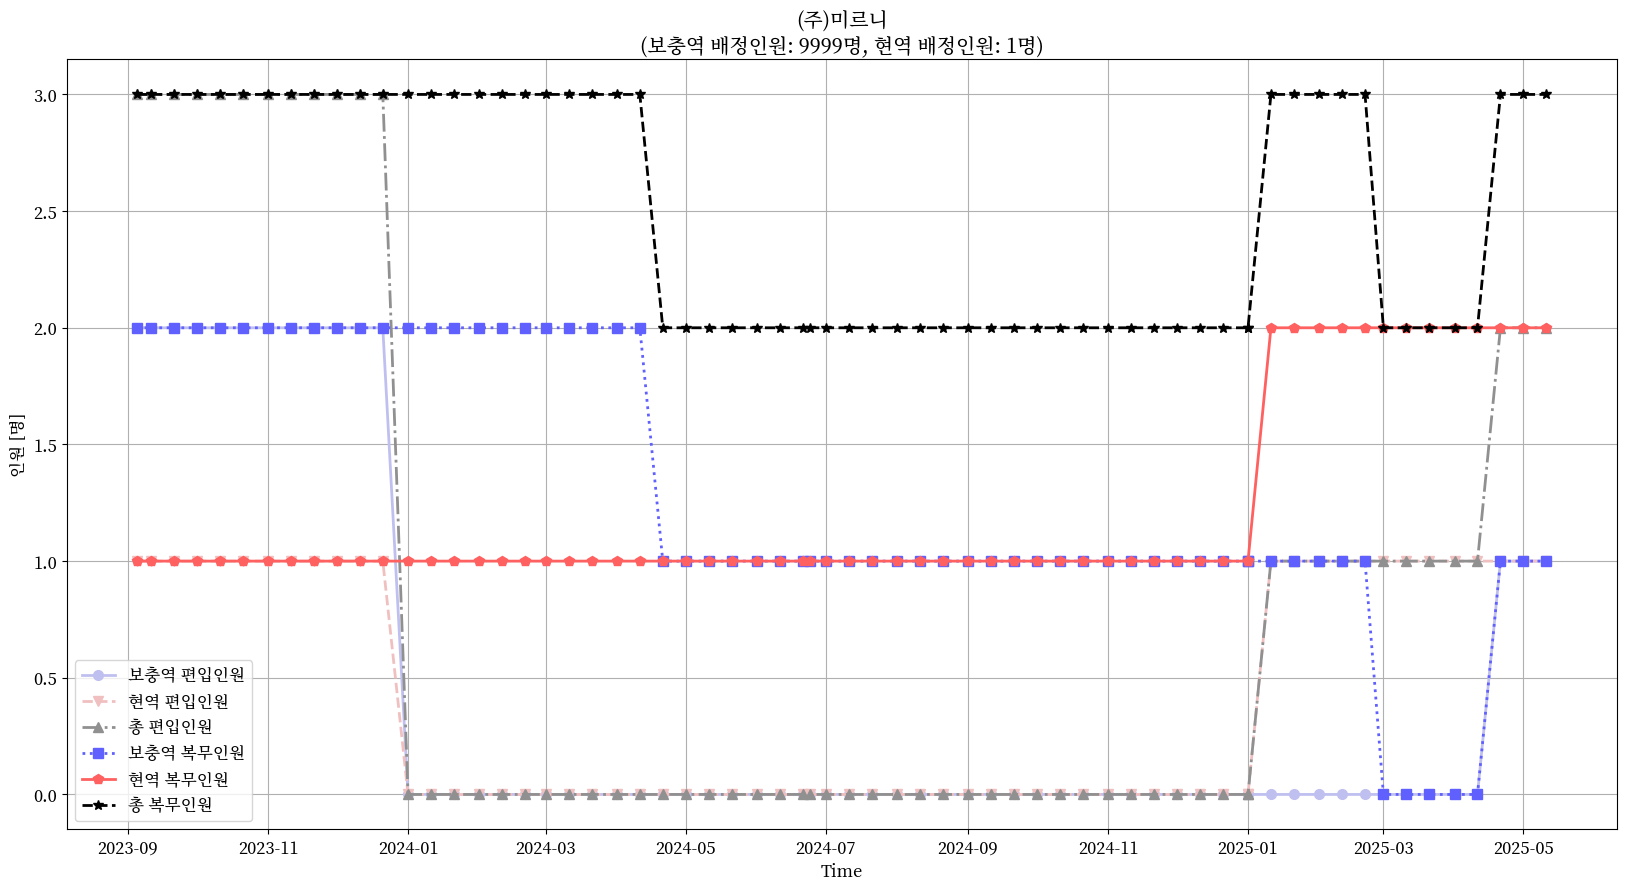 (주)미르니
(보충역 배정인원: 9999명, 현역 배정인원: 1명)
인원 [명]
3.0
2.5
2.0
1.5
1.0
0.5
0.0
보충역 편입인원
현역 편입인원
총 편입인원
보충역 복무인원
현역 복무인원
총 복무인원
2023-09 2023-11 2024-01 2024-03 2024-05 2024-07 2024-09 2024-11 2025-01 2025-03 2025-05
Time